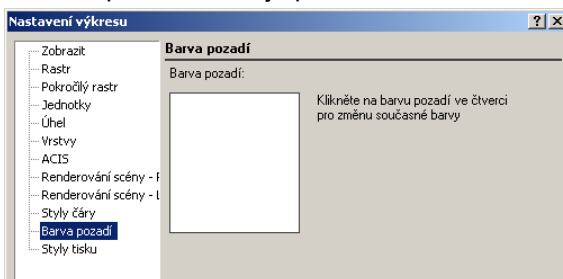 Nastavení výkresu
Zobrazit
Rastr
Pokročilý rastr
Jednotky
Úhel
Vrstvy
ACIS
Renderování scény -
Renderování scény -
Styly čáry
Barva pozadí
Styly tisku
Barva pozadí
Barva pozadí:
Klikněte na barvu pozadí ve čtverci
pro změnu současné barvy